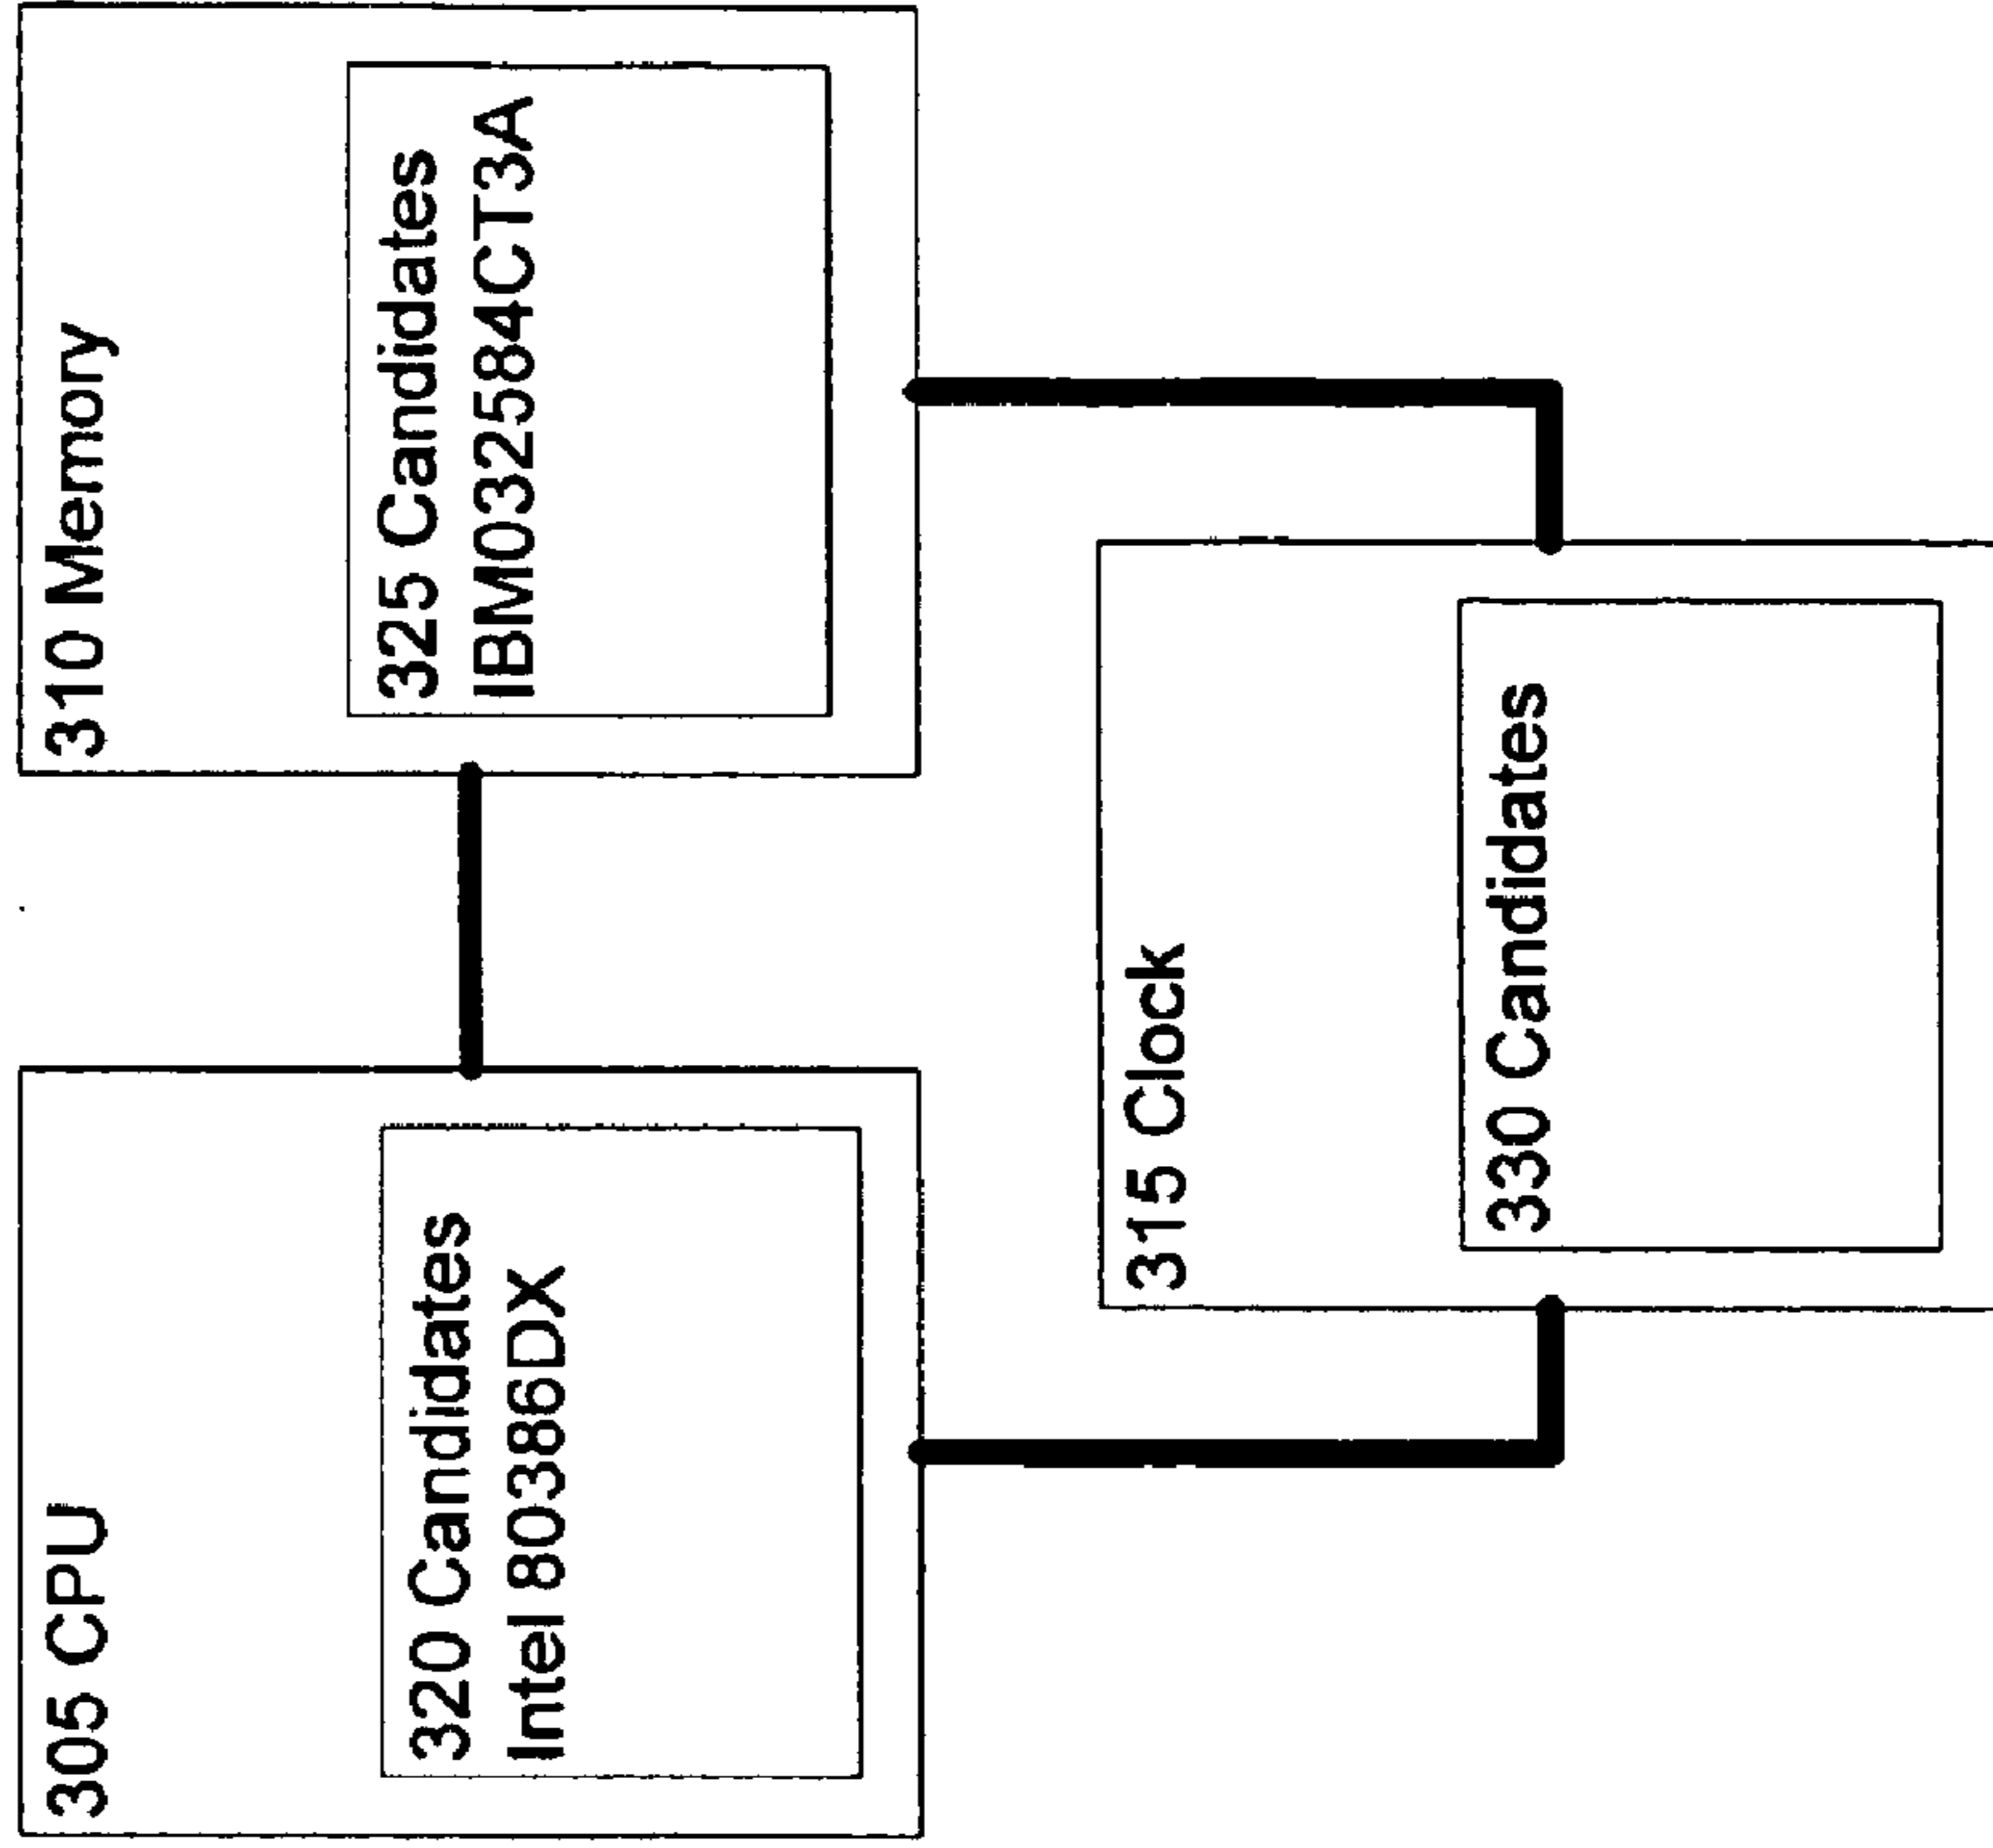 305 CPU
320 Candidates
Intel 80386DX
310 Memory
325 Candidates
IBM032584CT3A
315 Clock
330 Candidates